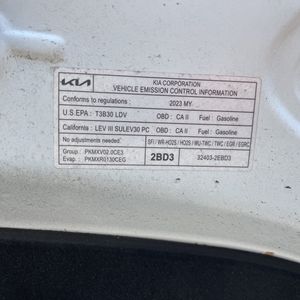 KIA
KIA CORPORATION
VEHICLE EMISSION CONTROL INFORMATION
Conforms to regulations : 2023 MY
U.S.EPA : T3B30 LDV OBD : CA II Fuel : Gasoline
California : LEV III SULEV30 PC OBD : CA II Fuel : Gasoline
No adjustments needed. SFI / WR-HO2S / HO2S / WU-TWC / TWC / EGR / EGRC
Group : PKMXV02.0CE3 2BD3 32403-2EBD3
Evap. : PKMXR0130CEG